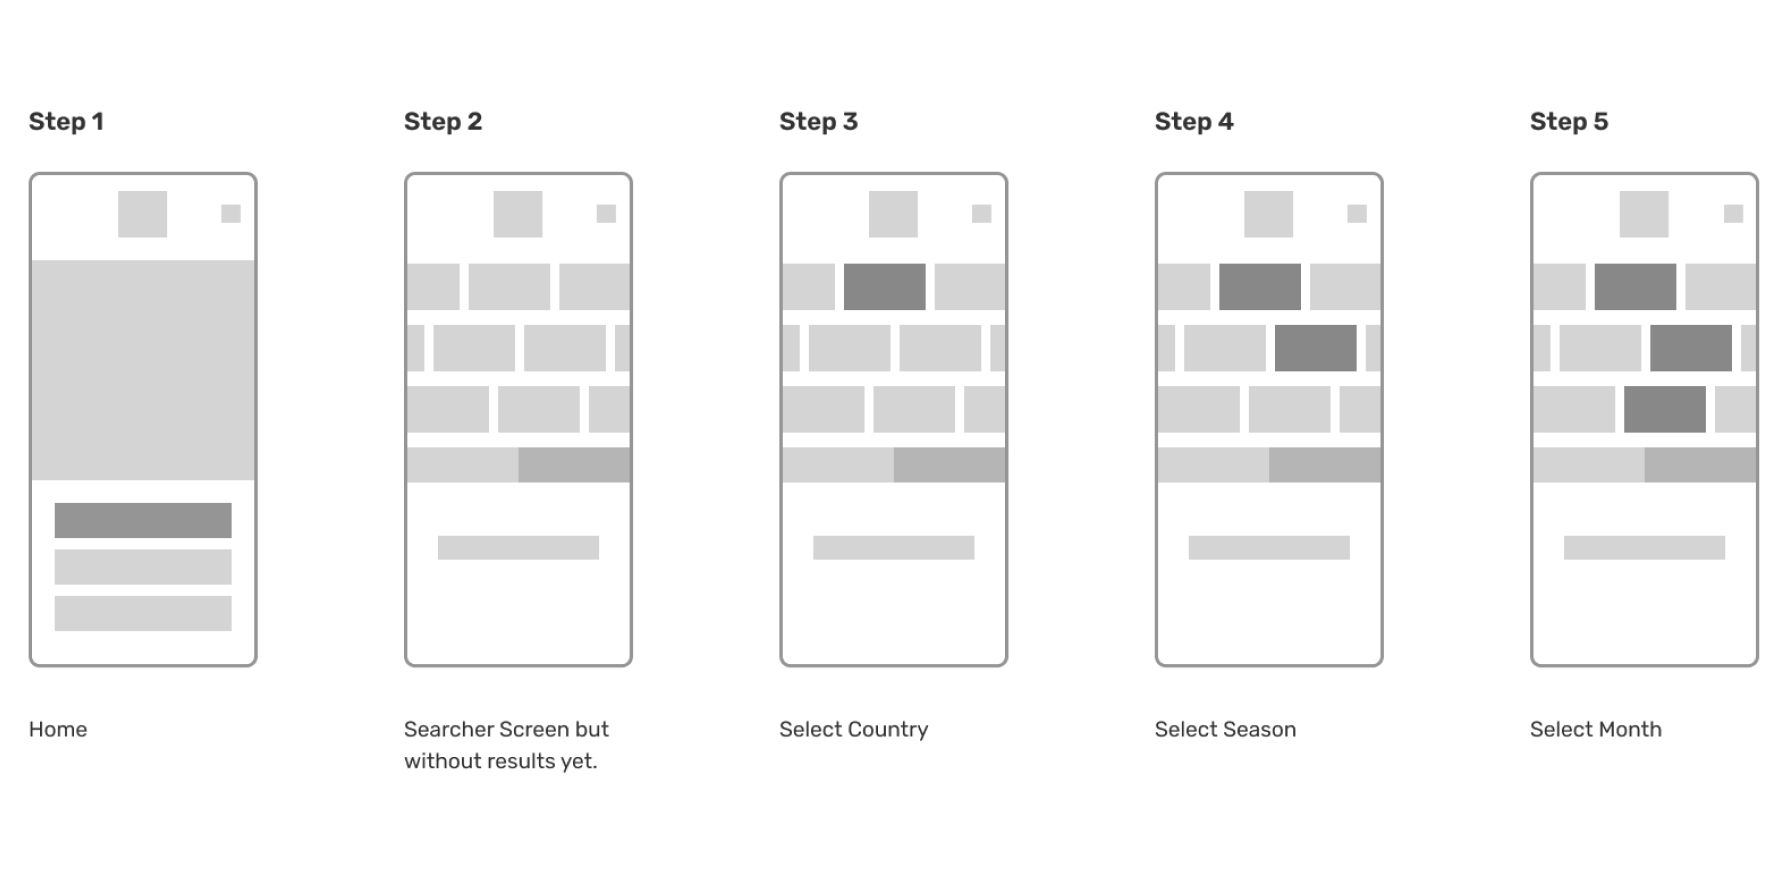 Step 1
Step 2
Step 3
Step 4
Step 5
Home
Searcher Screen but
without results yet.
Select Country
Select Season
Select Month